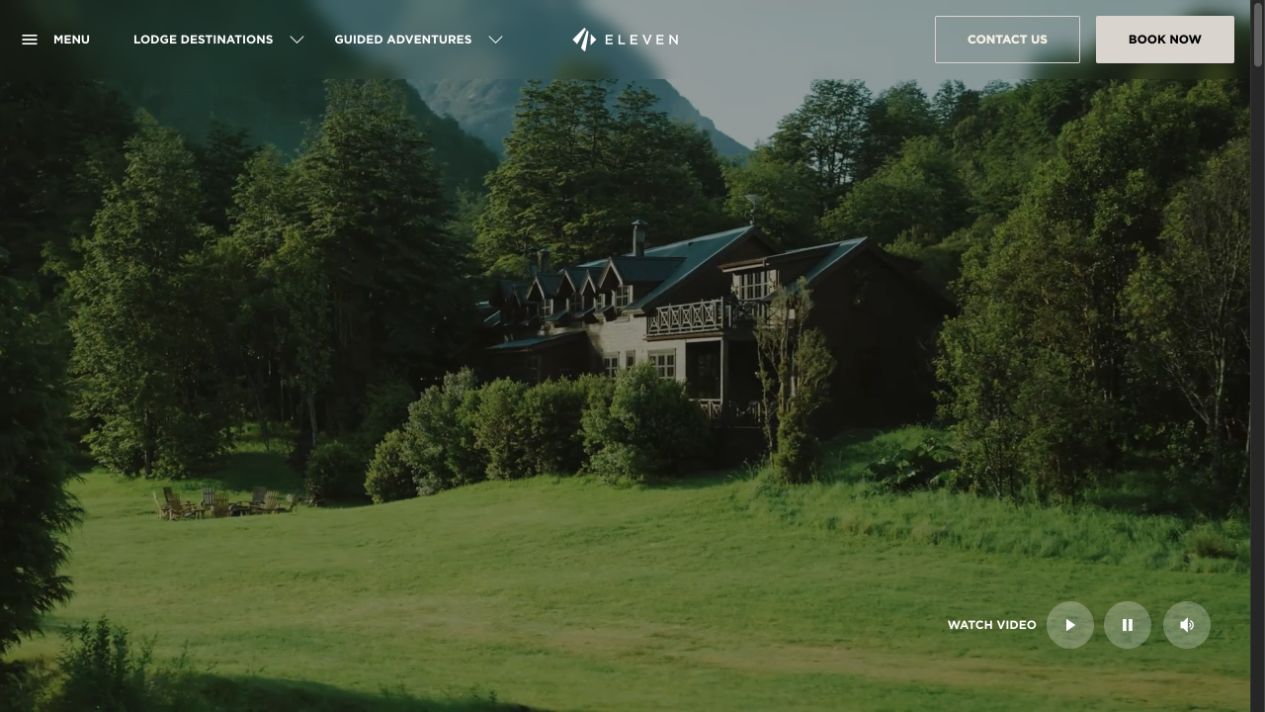 MENU
LODGE DESTINATIONS
GUIDED ADVENTURES
ELEVEN
CONTACT US
BOOK NOW
WATCH VIDEO